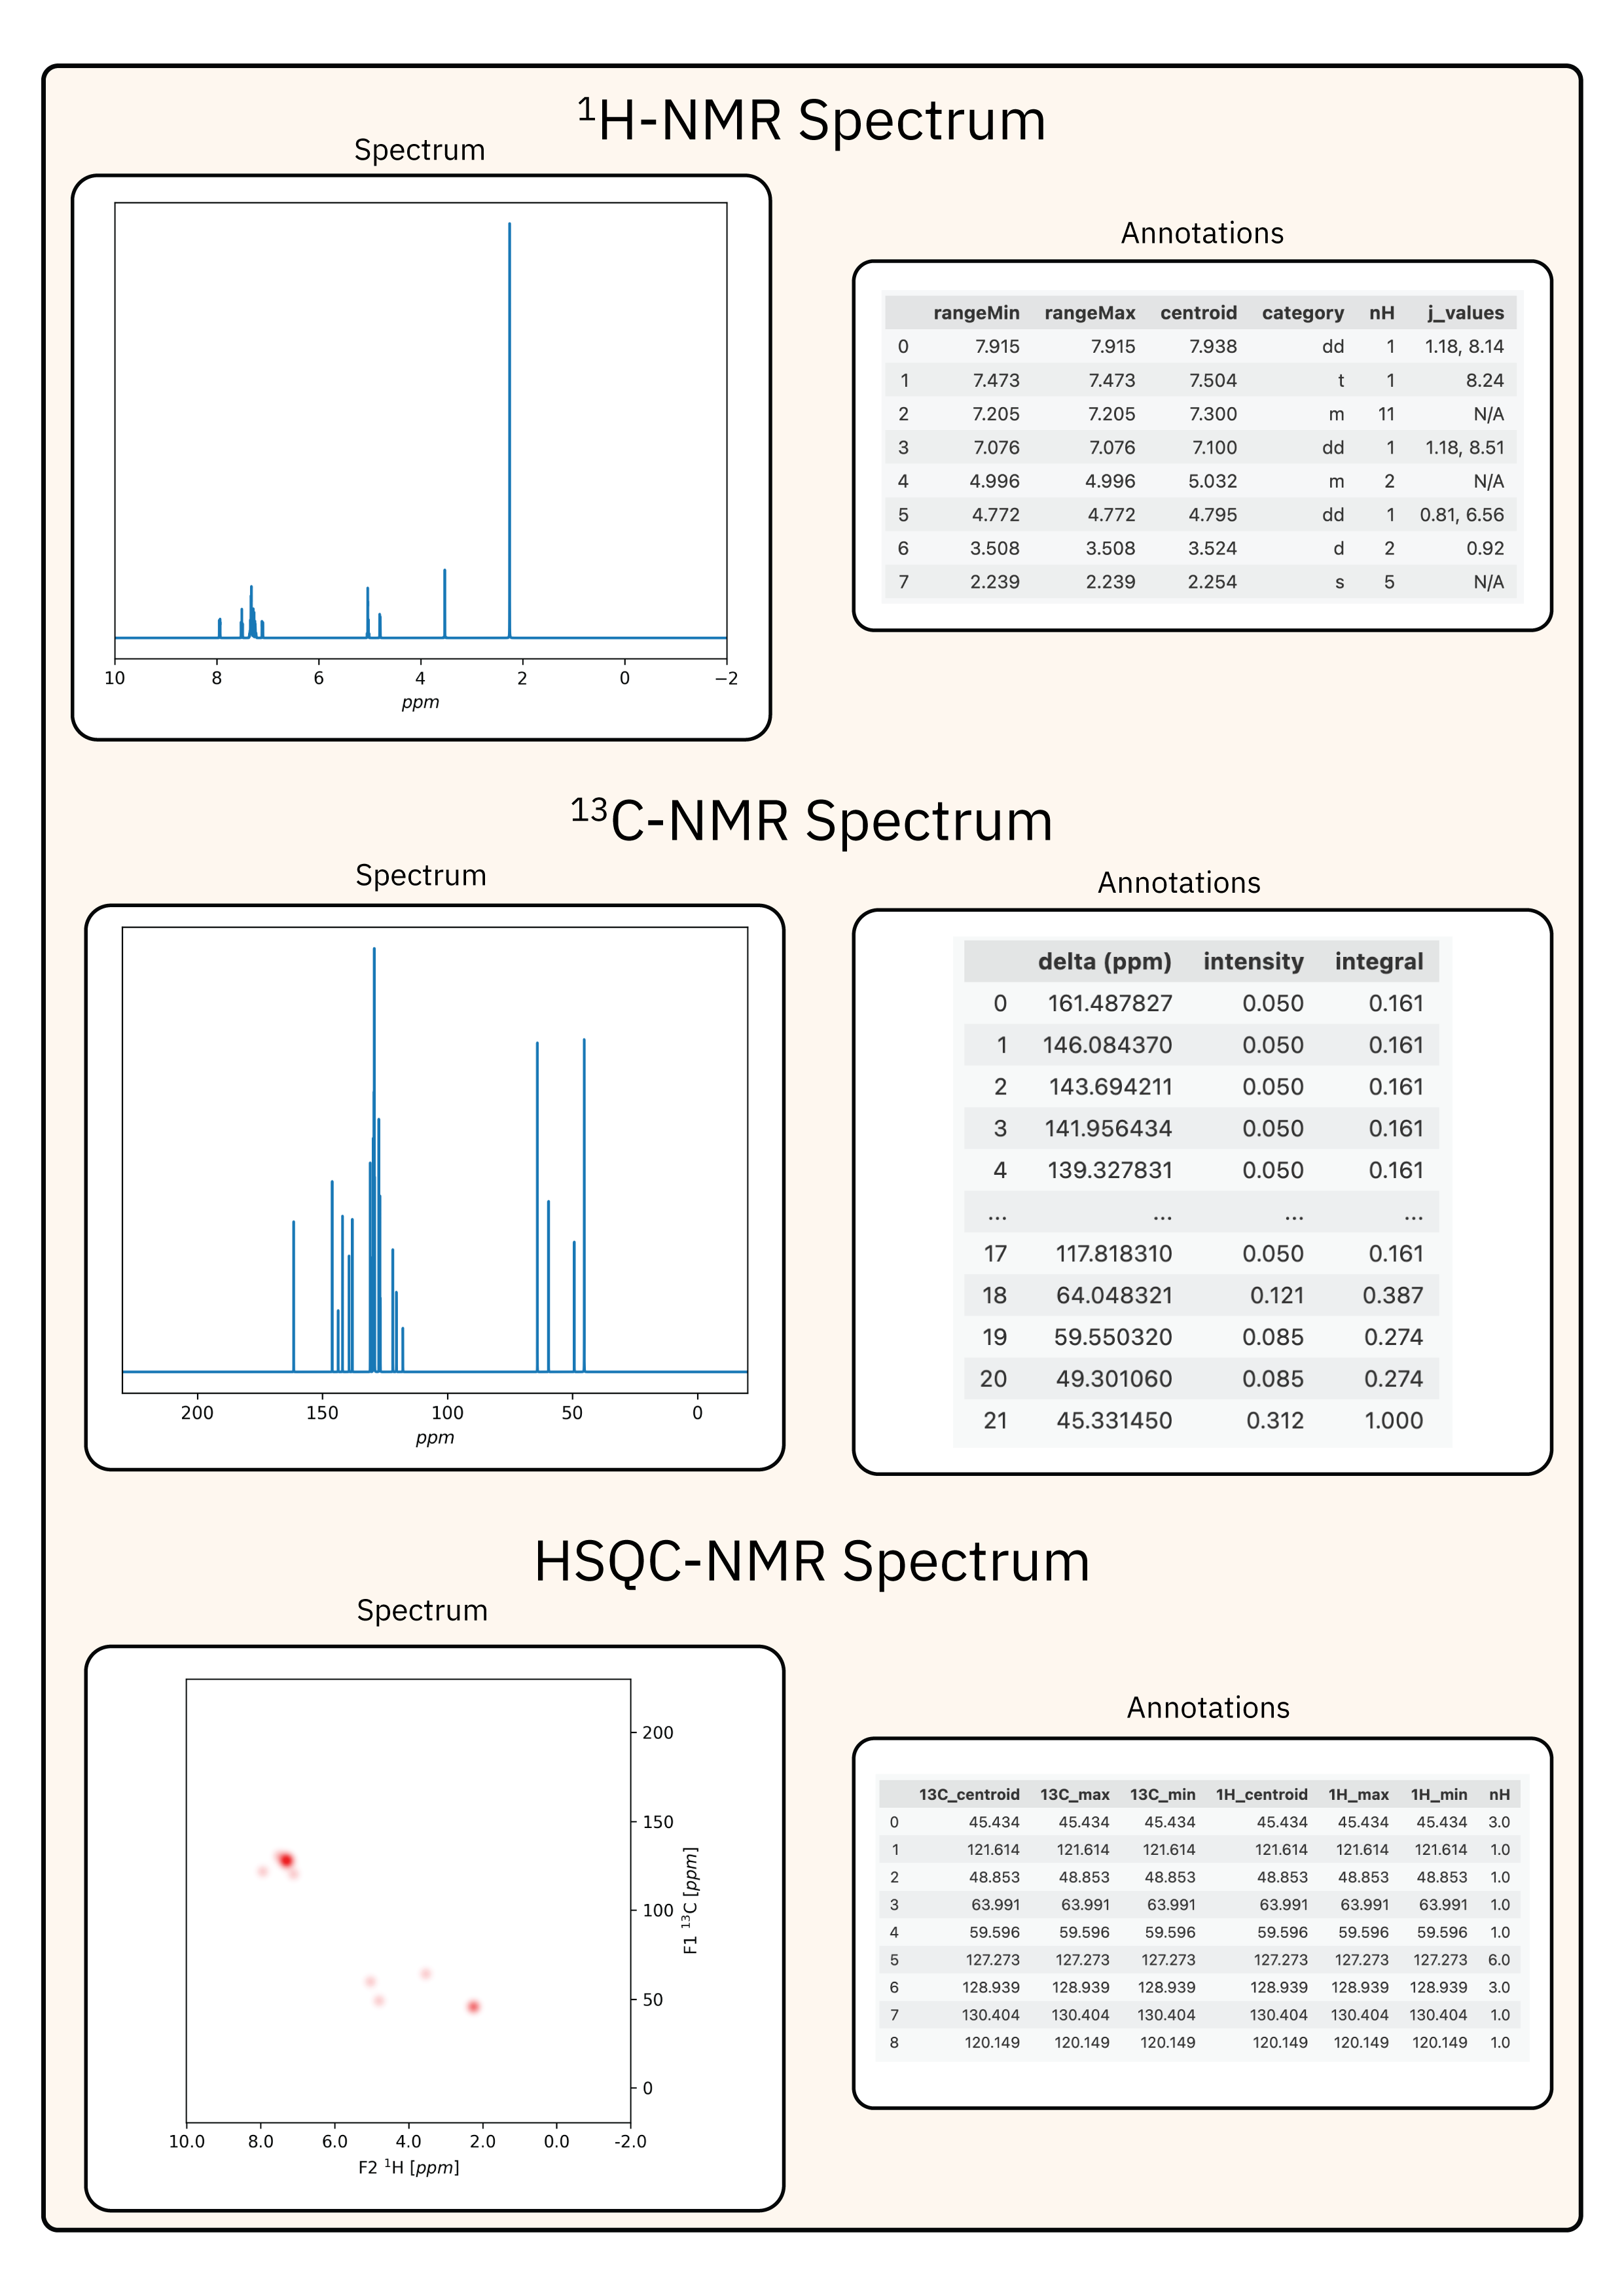 1H-NMR Spectrum
Spectrum
10 8 6 4 2 0 −2
ppm
Annotations
rangeMin rangeMax centroid category nH j_values
0 7.915 7.915 7.938 dd 1 1.18, 8.14
1 7.473 7.473 7.504 t 1 8.24
2 7.205 7.205 7.300 m 11 N/A
3 7.076 7.076 7.100 dd 1 1.18, 8.51
4 4.996 4.996 5.032 m 2 N/A
5 4.772 4.772 4.795 dd 1 0.81, 6.56
6 3.508 3.508 3.524 d 2 0.92
7 2.239 2.239 2.254 s 5 N/A
13C-NMR Spectrum
Spectrum
200 150 100 50 0
ppm
Annotations
delta (ppm) intensity integral
0 161.487827 0.050 0.161
1 146.084370 0.050 0.161
2 143.694211 0.050 0.161
3 141.956434 0.050 0.161
4 139.327831 0.050 0.161
... ... ... ...
17 117.818310 0.050 0.161
18 64.048321 0.121 0.387
19 59.550320 0.085 0.274
20 49.301060 0.085 0.274
21 45.331450 0.312 1.000
HSQC-NMR Spectrum
Spectrum
200
150
100
50
0
F1 13C [ppm]
10.0 8.0 6.0 4.0 2.0 0.0 -2.0
F2 1H [ppm]
Annotations
13C_centroid 13C_max 13C_min 1H_centroid 1H_max 1H_min nH
0 45.434 45.434 45.434 45.434 45.434 45.434 3.0
1 121.614 121.614 121.614 121.614 121.614 121.614 1.0
2 48.853 48.853 48.853 48.853 48.853 48.853 1.0
3 63.991 63.991 63.991 63.991 63.991 63.991 1.0
4 59.596 59.596 59.596 59.596 59.596 59.596 1.0
5 127.273 127.273 127.273 127.273 127.273 127.273 6.0
6 128.939 128.939 128.939 128.939 128.939 128.939 3.0
7 130.404 130.404 130.404 130.404 130.404 130.404 1.0
8 120.149 120.149 120.149 120.149 120.149 120.149 1.0